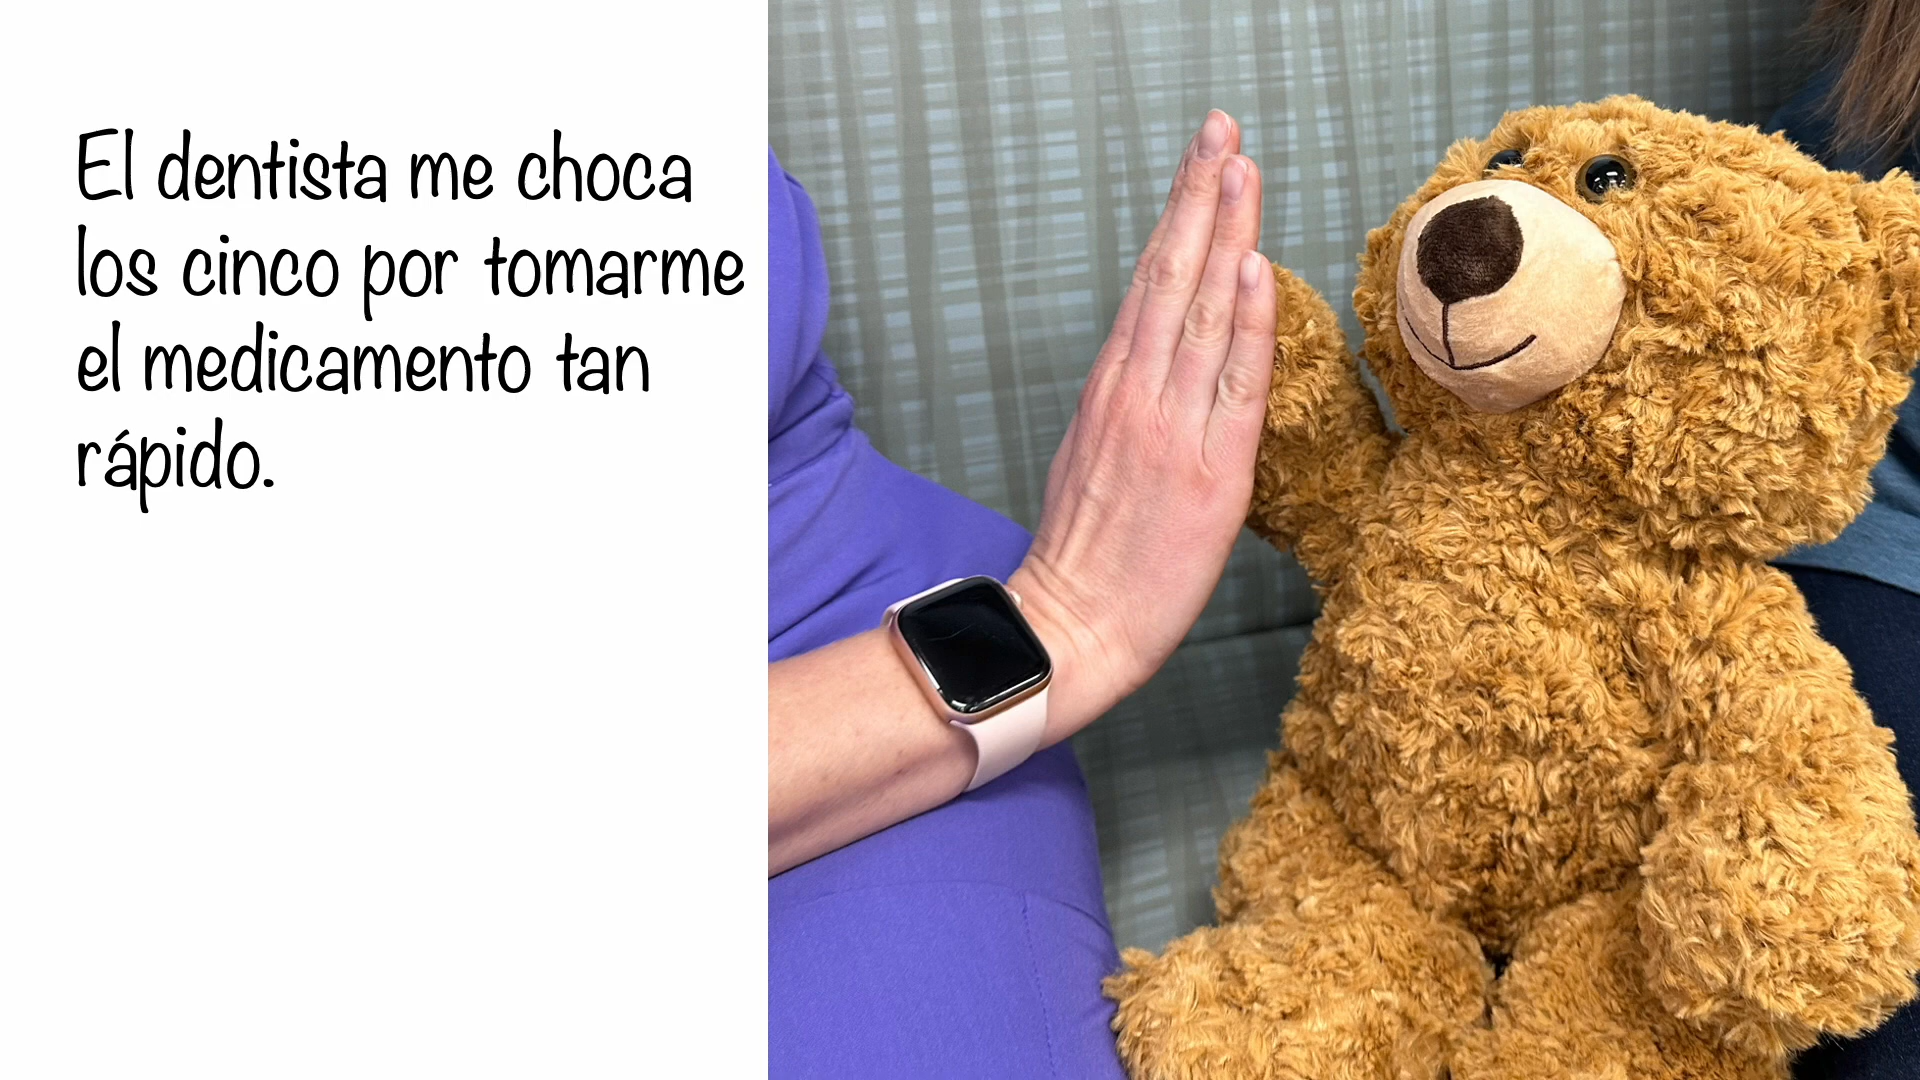 El dentista me choca
los cinco por tomarme
el medicamento tan
rápido.